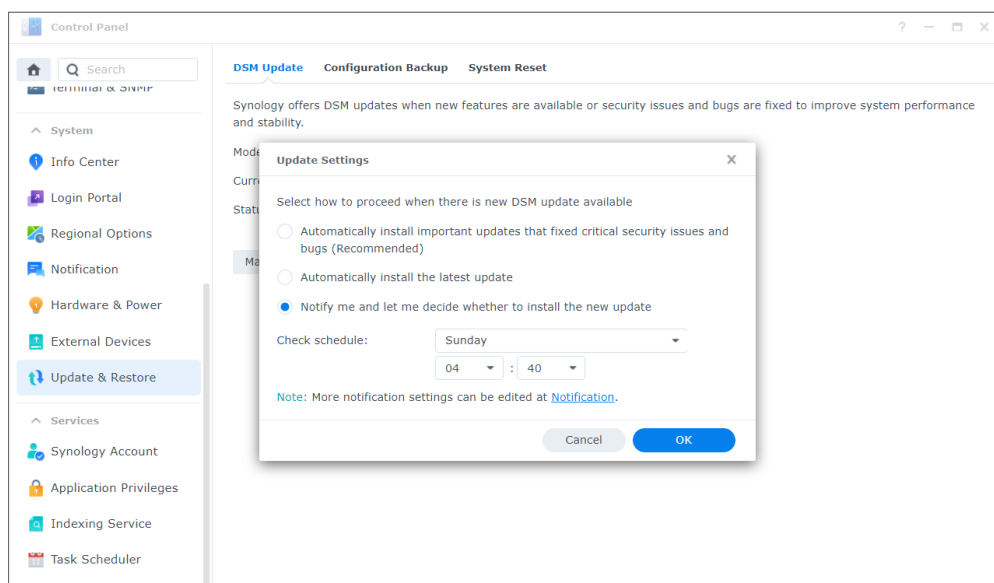 Control Panel
Search
Terminal & SNMP
System
Info Center
Login Portal
Regional Options
Notification
Hardware & Power
External Devices
Update & Restore
Services
Synology Account
Application Privileges
Indexing Service
Task Scheduler
DSM Update Configuration Backup System Reset
Synology offers DSM updates when new features are available or security issues and bugs are fixed to improve system performance
and stability.
Update Settings
Select how to proceed when there is new DSM update available
Automatically install important updates that fixed critical security issues and
bugs (Recommended)
Automatically install the latest update
Notify me and let me decide whether to install the new update
Check schedule: Sunday
04 : 40
Note: More notification settings can be edited at Notification.
Cancel OK